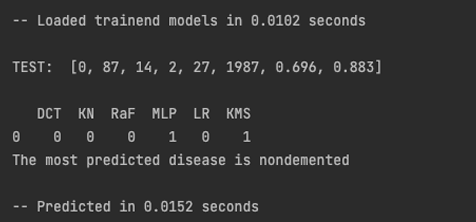 -- Loaded trainend models in 0.0102 seconds
TEST:  [0, 87, 14, 2, 27, 1987, 0.696, 0.883]
   DCT  KN  RaF  MLP  LR  KMS
0    0   0    0    1   0    1
The most predicted disease is nondemented
-- Predicted in 0.0152 seconds